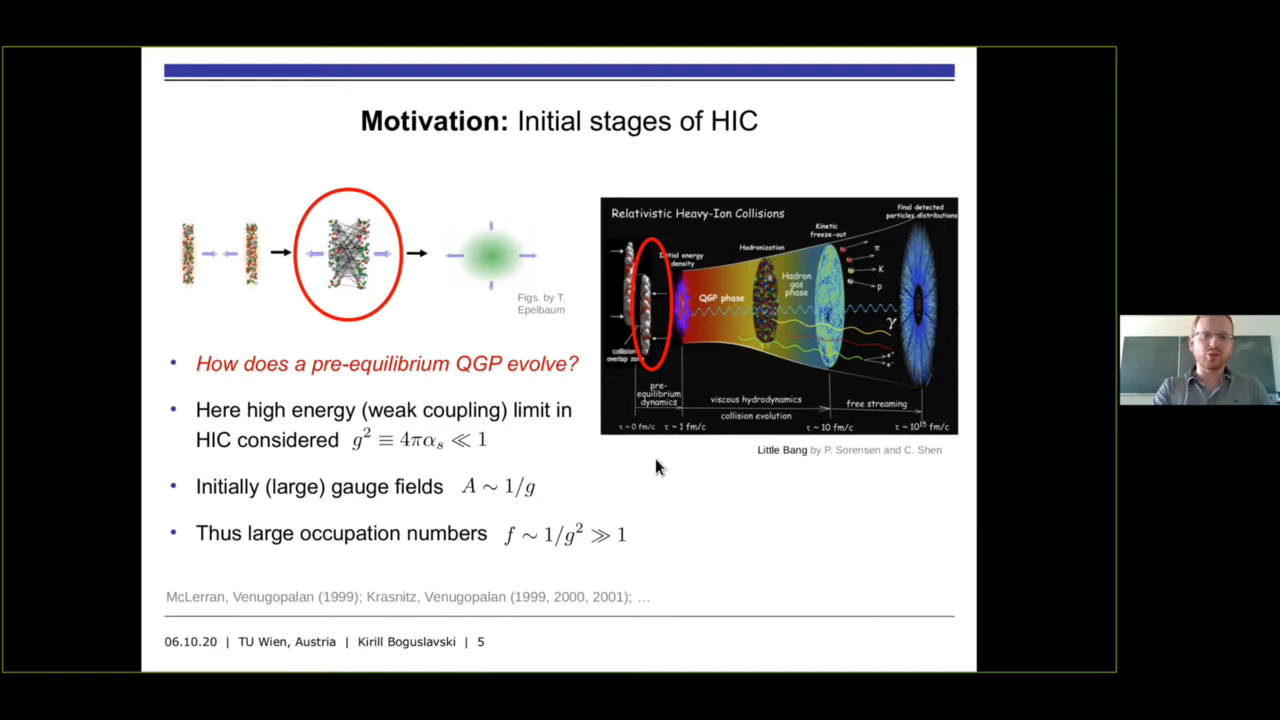 Motivation: Initial stages of HIC
Figs. by T.
Epelbaum
Relativistic Heavy-Ion Collisions
final detected
particles distributions
Kinetic
freeze-out
Hadronization
Initial energy
density
π
K
p
QGP phase
Hadron
gas
phase
γ
collision
overlap zone
e⁺
e⁻
pre-
equilibrium
dynamics
viscous hydrodynamics
collision evolution
free streaming
τ ~ 0 fm/c
τ ~ 1 fm/c
τ ~ 10 fm/c
τ ~ 10¹⁵ fm/c
Little Bang by P. Sorensen and C. Shen
• How does a pre-equilibrium QGP evolve?
• Here high energy (weak coupling) limit in
HIC considered g² ≡ 4παₛ ≪ 1
• Initially (large) gauge fields A ∼ 1/g
• Thus large occupation numbers f ∼ 1/g² ≫ 1
McLerran, Venugopalan (1999); Krasnitz, Venugopalan (1999, 2000, 2001); …
06.10.20 | TU Wien, Austria | Kirill Boguslavski | 5